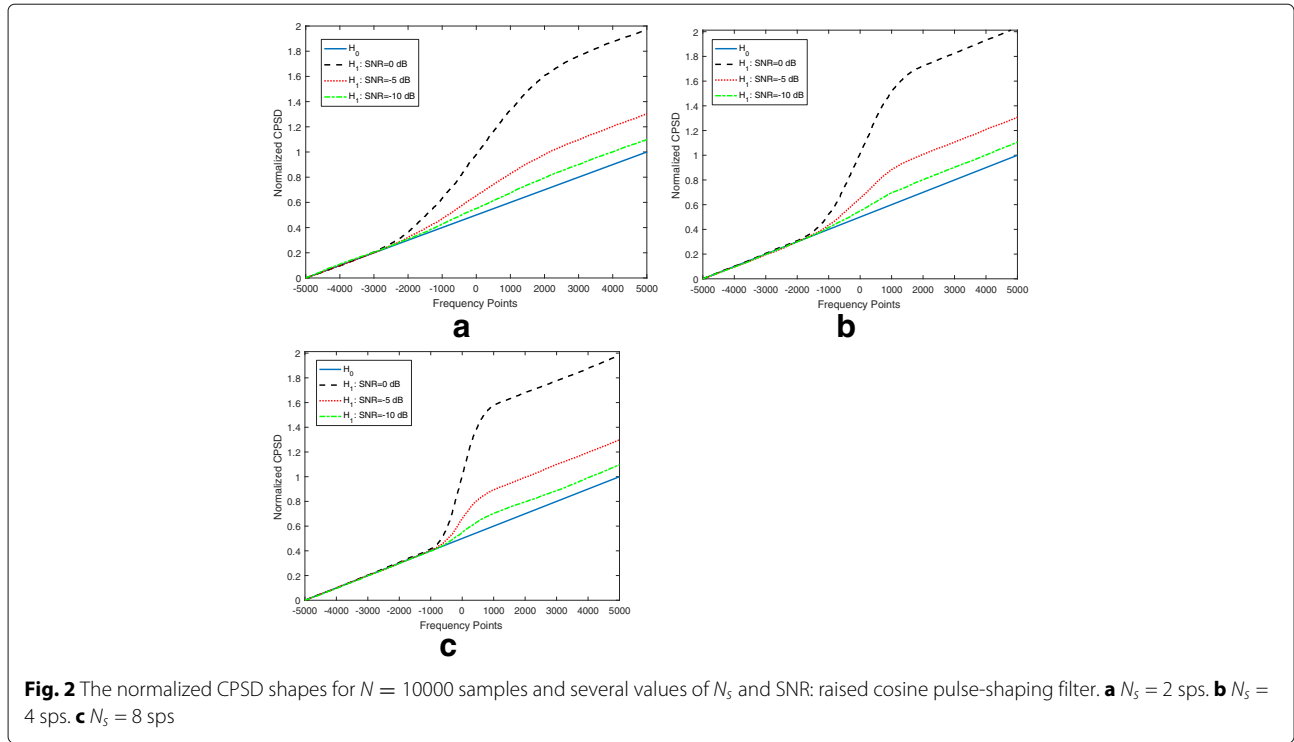 2
1.8
1.6
1.4
1.2
1
0.8
0.6
0.4
0.2
0
Normalized CPSD
H0
H1: SNR=0 dB
H1: SNR=-5 dB
H1: SNR=-10 dB
-5000 -4000 -3000 -2000 -1000 0 1000 2000 3000 4000 5000
Frequency Points
a
2
1.8
1.6
1.4
1.2
1
0.8
0.6
0.4
0.2
0
Normalized CPSD
H0
H1: SNR=0 dB
H1: SNR=-5 dB
H1: SNR=-10 dB
-5000 -4000 -3000 -2000 -1000 0 1000 2000 3000 4000 5000
Frequency Points
b
2
1.8
1.6
1.4
1.2
1
0.8
0.6
0.4
0.2
0
Normalized CPSD
H0
H1: SNR=0 dB
H1: SNR=-5 dB
H1: SNR=-10 dB
-5000 -4000 -3000 -2000 -1000 0 1000 2000 3000 4000 5000
Frequency Points
c
Fig. 2 The normalized CPSD shapes for N = 10000 samples and several values of Ns and SNR: raised cosine pulse-shaping filter. a Ns = 2 sps. b Ns =
4 sps. c Ns = 8 sps